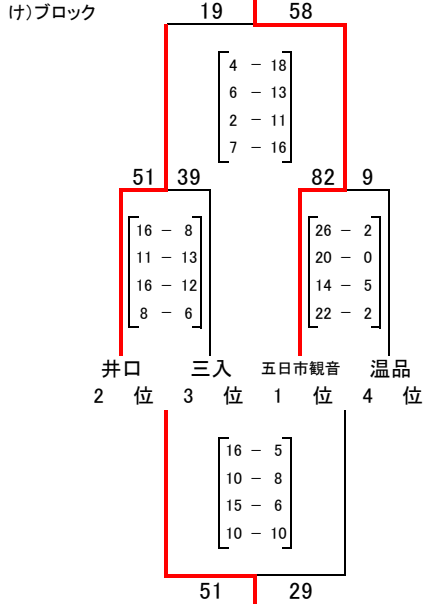 け)ブロック
19 58
4 － 18
6 － 13
2 － 11
7 － 16
51 39 82 9
16 － 8 26 － 2
11 － 13 20 － 0
16 － 12 14 － 5
8 － 6 22 － 2
井口 三入 五日市観音 温品
2 位 3 位 1 位 4 位
16 － 5
10 － 8
15 － 6
10 － 10
51 29